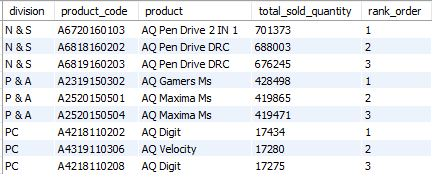 division product_code product total_sold_quantity rank_order
N & S A6720160103 AQ Pen Drive 2 IN 1 701373 1
N & S A6818160202 AQ Pen Drive DRC 688003 2
N & S A6819160203 AQ Pen Drive DRC 676245 3
P & A A2319150302 AQ Gamers Ms 428498 1
P & A A2520150501 AQ Maxima Ms 419865 2
P & A A2520150504 AQ Maxima Ms 419471 3
PC A4218110202 AQ Digit 17434 1
PC A4319110306 AQ Velocity 17280 2
PC A4218110208 AQ Digit 17275 3